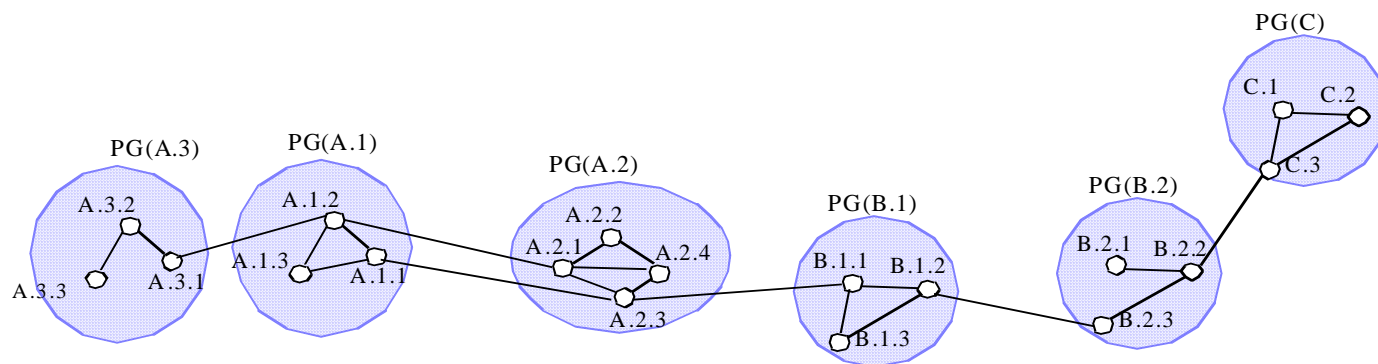 PG(C)
C.1
C.2
C.3
PG(A.3)
A.3.2
A.3.3
A.3.1
PG(A.1)
A.1.2
A.1.3
A.1.1
PG(A.2)
A.2.2
A.2.1
A.2.4
A.2.3
PG(B.1)
B.1.1
B.1.2
B.1.3
PG(B.2)
B.2.1
B.2.2
B.2.3